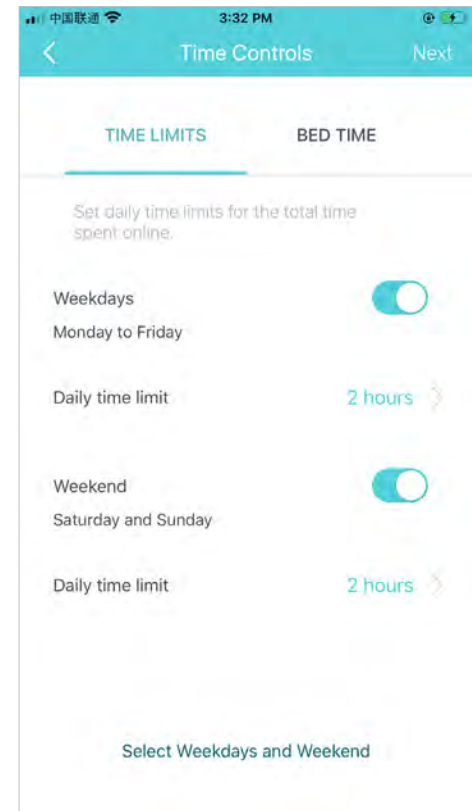 中国联通 3:32 PM
Time Controls Next
TIME LIMITS BED TIME
Set daily time limits for the total time
spent online.
Weekdays
Monday to Friday
Daily time limit 2 hours
Weekend
Saturday and Sunday
Daily time limit 2 hours
Select Weekdays and Weekend